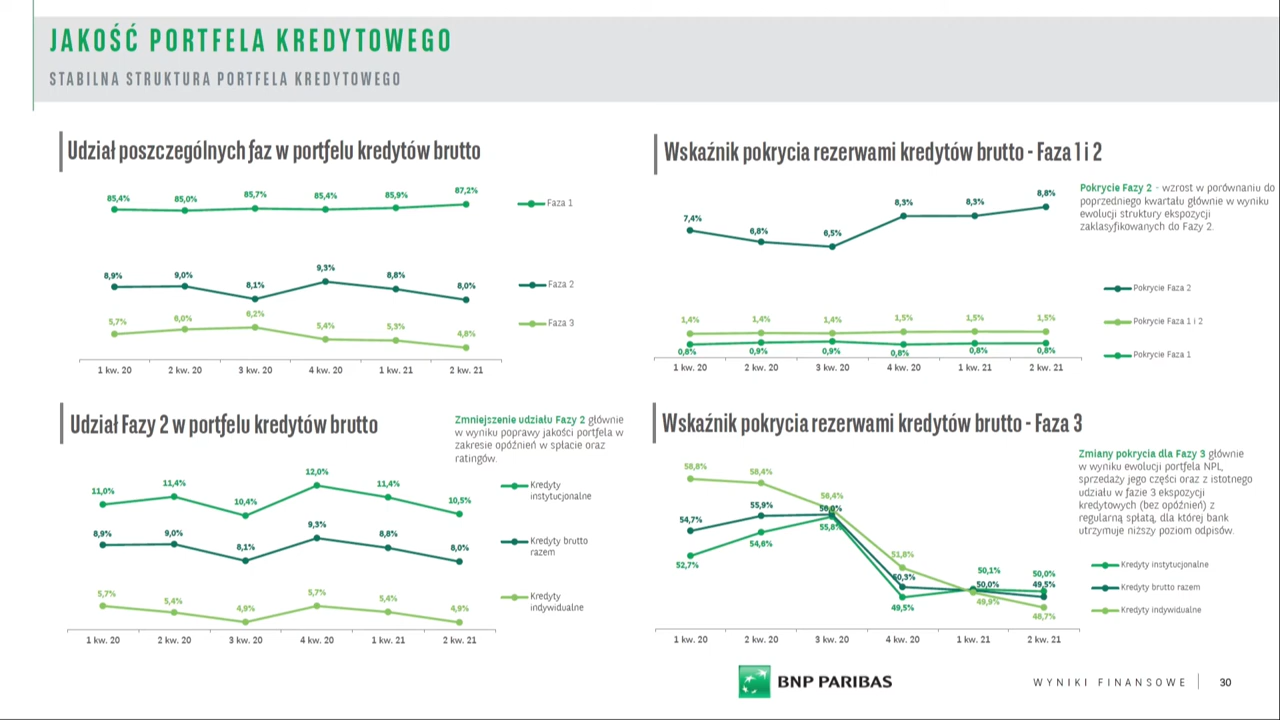 JAKOŚĆ PORTFELA KREDYTOWEGO
STABILNA STRUKTURA PORTFELA KREDYTOWEGO
Udział poszczególnych faz w portfelu kredytów brutto
85,4% 85,0% 85,7% 85,4% 85,9% 87,2%
Faza 1
8,9% 9,0% 8,1% 9,3% 8,8% 8,0%
Faza 2
5,7% 6,0% 6,2% 5,4% 5,3% 4,8%
Faza 3
1 kw. 20 2 kw. 20 3 kw. 20 4 kw. 20 1 kw. 21 2 kw. 21
Wskaźnik pokrycia rezerwami kredytów brutto - Faza 1 i 2
7,4% 6,8% 6,5% 8,3% 8,3% 8,8%
Pokrycie Fazy 2 - wzrost w porównaniu do
poprzedniego kwartału głównie w wyniku
ewolucji struktury ekspozycji
zaklasyfikowanych do Fazy 2.
Pokrycie Faza 2
1,4% 1,4% 1,4% 1,5% 1,5% 1,5%
Pokrycie Faza 1 i 2
0,8% 0,9% 0,9% 0,8% 0,8% 0,8%
Pokrycie Faza 1
1 kw. 20 2 kw. 20 3 kw. 20 4 kw. 20 1 kw. 21 2 kw. 21
Udział Fazy 2 w portfelu kredytów brutto
Zmniejszenie udziału Fazy 2 głównie
w wyniku poprawy jakości portfela w
zakresie opóźnień w spłacie oraz
ratingów.
11,0% 11,4% 10,4% 12,0% 11,4% 10,5%
Kredyty
instytucjonalne
8,9% 9,0% 8,1% 9,3% 8,8% 8,0%
Kredyty brutto
razem
5,7% 5,4% 4,9% 5,7% 5,4% 4,9%
Kredyty
indywidualne
1 kw. 20 2 kw. 20 3 kw. 20 4 kw. 20 1 kw. 21 2 kw. 21
Wskaźnik pokrycia rezerwami kredytów brutto - Faza 3
58,8% 58,4% 56,4% 51,8% 49,9% 48,7%
54,7% 55,9% 56,0% 50,3% 50,0% 49,5%
52,7% 54,6% 55,8% 49,5% 50,1% 50,0%
Zmiany pokrycia dla Fazy 3 głównie
w wyniku ewolucji portfela NPL,
sprzedaży jego części oraz z istotnego
udziału w fazie 3 ekspozycji
kredytowych (bez opóźnień) z
regularną spłatą, dla której bank
utrzymuje niższy poziom odpisów.
Kredyty instytucjonalne
Kredyty brutto razem
Kredyty indywidualne
1 kw. 20 2 kw. 20 3 kw. 20 4 kw. 20 1 kw. 21 2 kw. 21
BNP PARIBAS
WYNIKI FINANSOWE 30